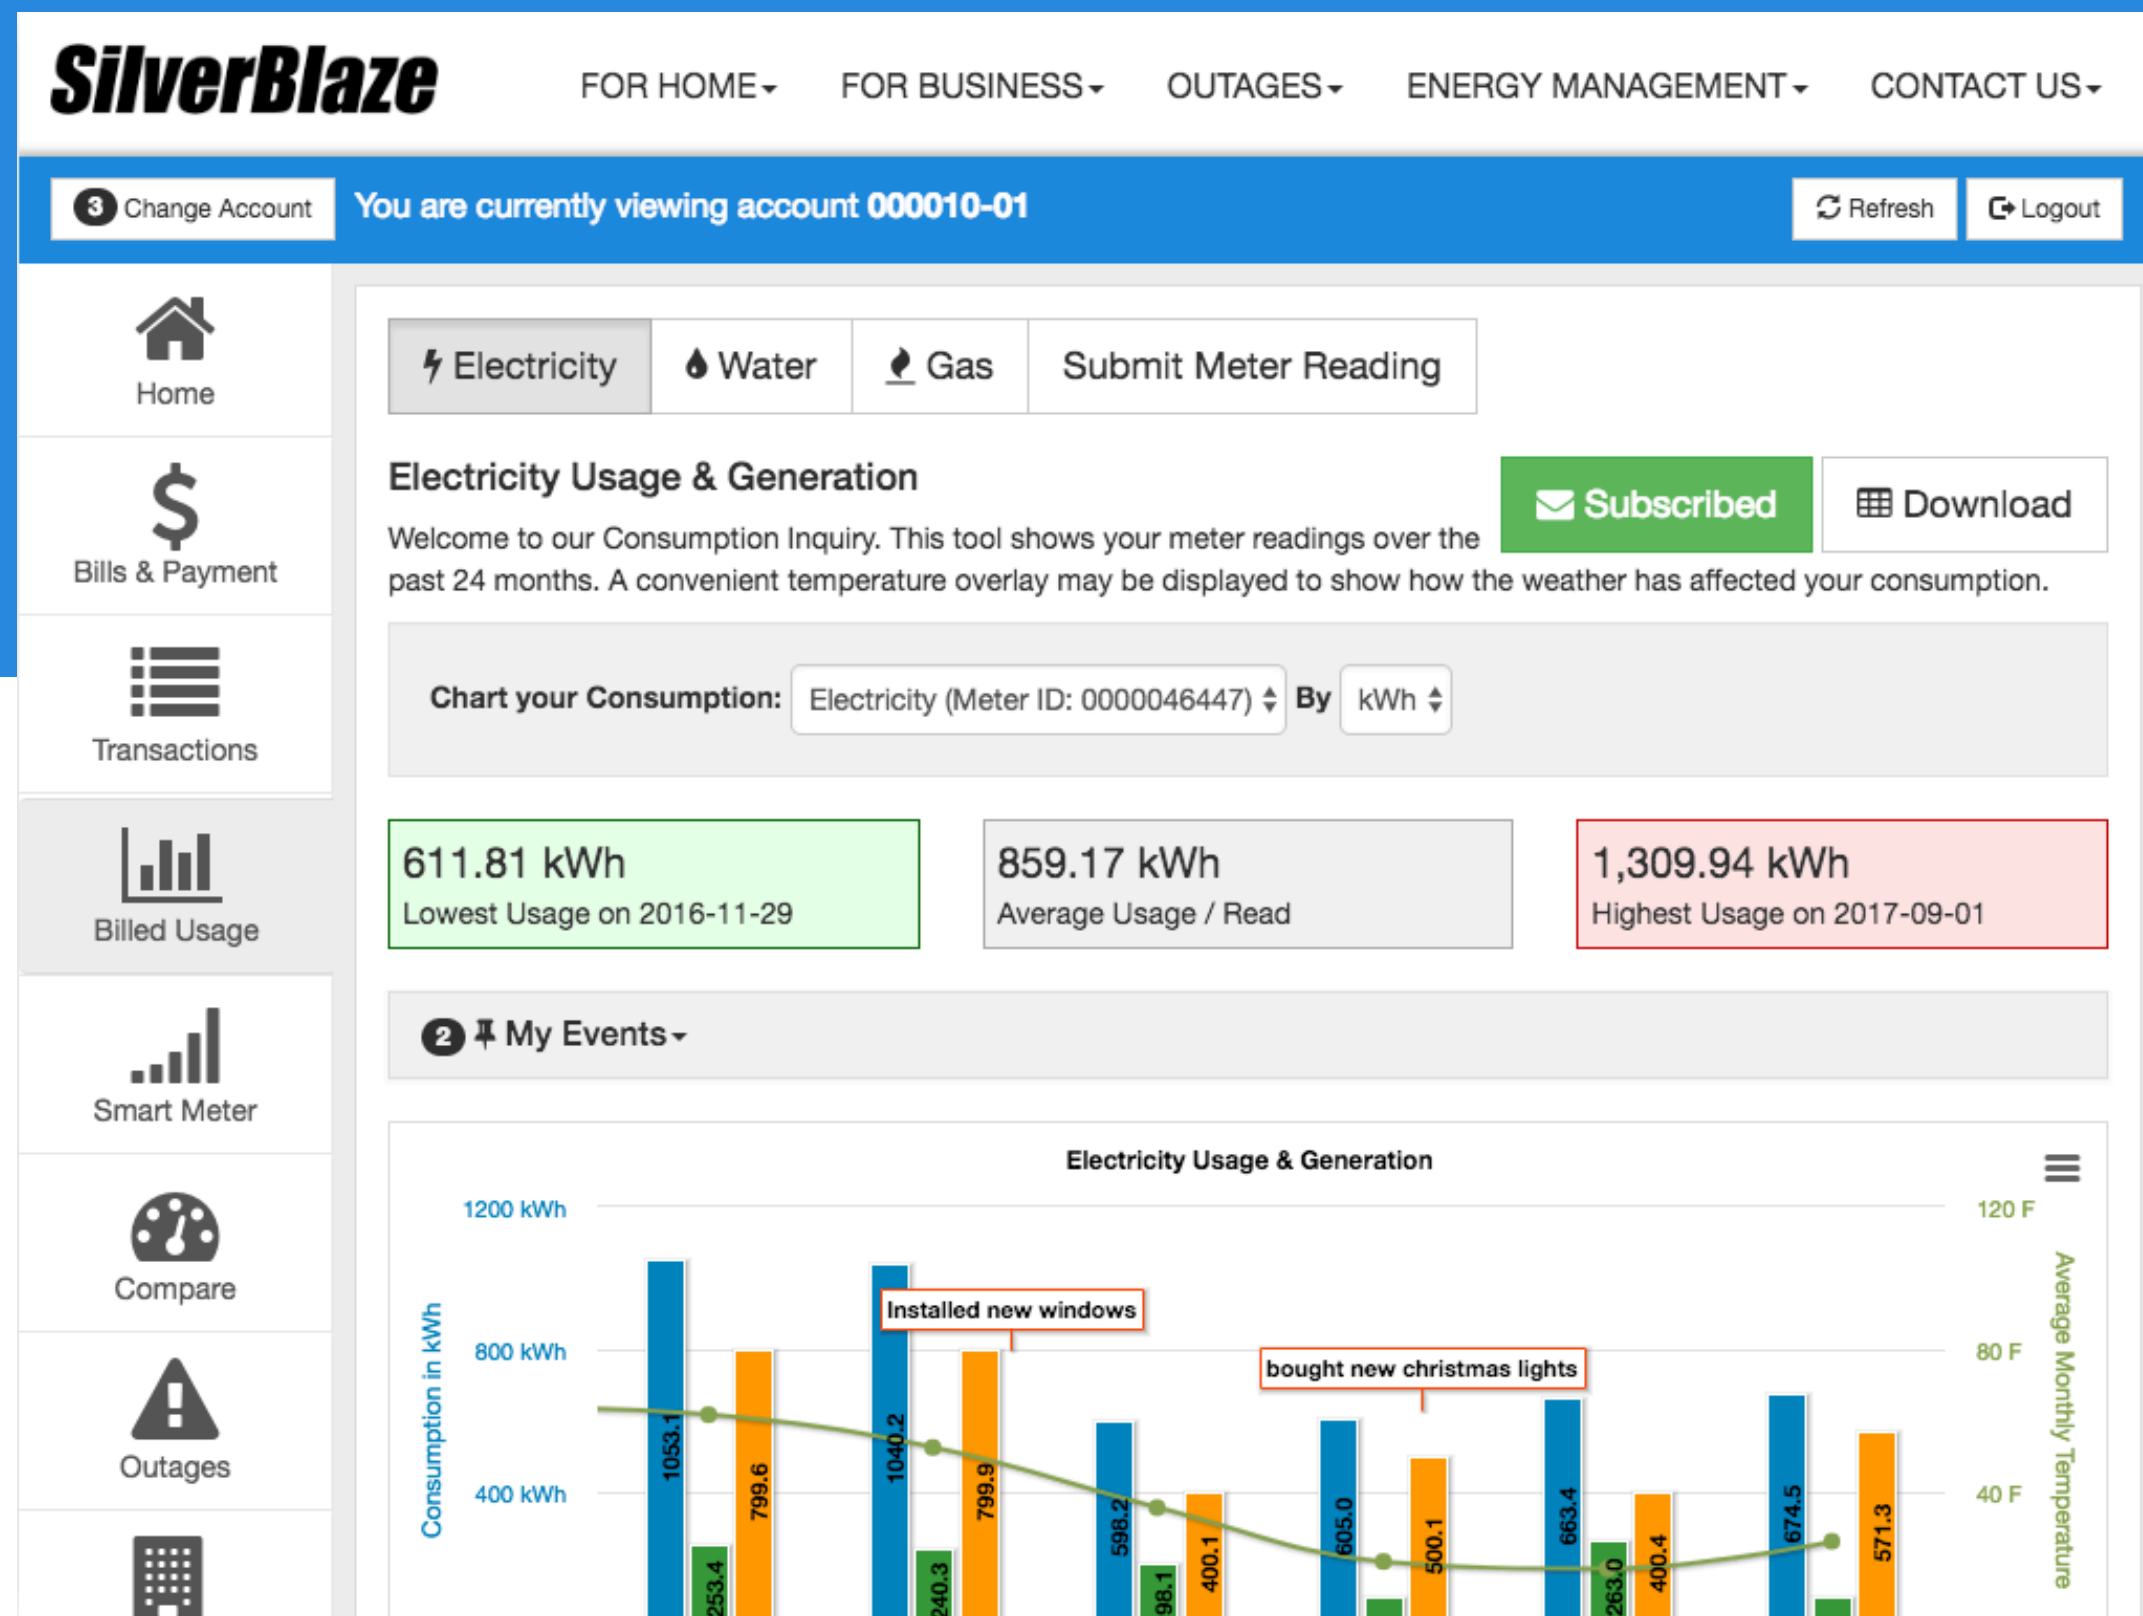 SilverBlaze
FOR HOME
FOR BUSINESS
OUTAGES
ENERGY MANAGEMENT
CONTACT US
3 Change Account
You are currently viewing account 000010-01
Refresh
Logout
Home
Bills & Payment
Transactions
Billed Usage
Smart Meter
Compare
Outages
Electricity
Water
Gas
Submit Meter Reading
Electricity Usage & Generation
Subscribed
Download
Welcome to our Consumption Inquiry. This tool shows your meter readings over the
past 24 months. A convenient temperature overlay may be displayed to show how the weather has affected your consumption.
Chart your Consumption: Electricity (Meter ID: 0000046447) By kWh
611.81 kWh
Lowest Usage on 2016-11-29
859.17 kWh
Average Usage / Read
1,309.94 kWh
Highest Usage on 2017-09-01
2 My Events
Electricity Usage & Generation
1200 kWh
800 kWh
400 kWh
Consumption in kWh
120 F
80 F
40 F
Average Monthly Temperature
Installed new windows
bought new christmas lights
1053.1
253.4
799.6
1040.2
240.3
799.9
598.2
400.1
605.0
500.1
663.4
263.0
400.4
674.5
571.3